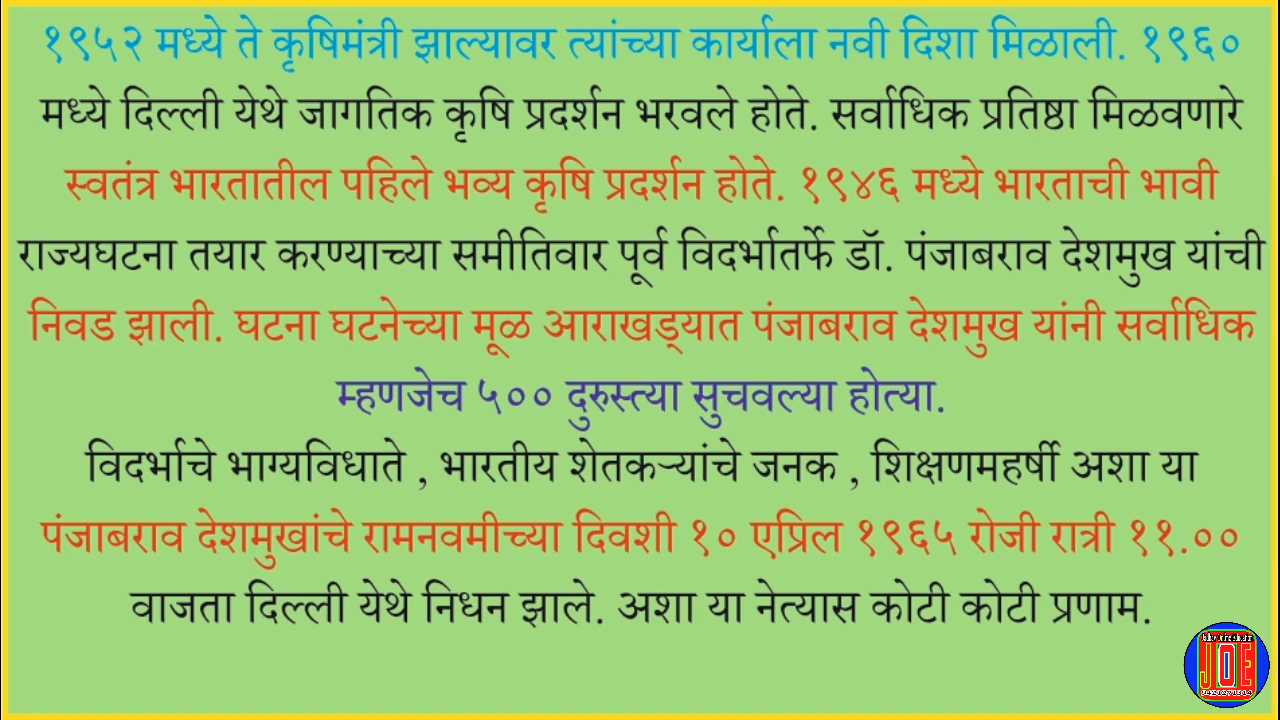 १९५२ मध्ये ते कृषिमंत्री झाल्यावर त्यांच्या कार्याला नवी दिशा मिळाली. १९६०
मध्ये दिल्ली येथे जागतिक कृषि प्रदर्शन भरवले होते. सर्वाधिक प्रतिष्ठा मिळवणारे
स्वतंत्र भारतातील पहिले भव्य कृषि प्रदर्शन होते. १९४६ मध्ये भारताची भावी
राज्यघटना तयार करण्याच्या समीतिवार पूर्व विदर्भातर्फे डॉ. पंजाबराव देशमुख यांची
निवड झाली. घटना घटनेच्या मूळ आराखड्यात पंजाबराव देशमुख यांनी सर्वाधिक
म्हणजेच ५०० दुरुस्त्या सुचवल्या होत्या.
विदर्भाचे भाग्यविधाते , भारतीय शेतकऱ्यांचे जनक , शिक्षणमहर्षी अशा या
पंजाबराव देशमुखांचे रामनवमीच्या दिवशी १० एप्रिल १९६५ रोजी रात्री ११.००
वाजता दिल्ली येथे निधन झाले. अशा या नेत्यास कोटी कोटी प्रणाम.
JOE